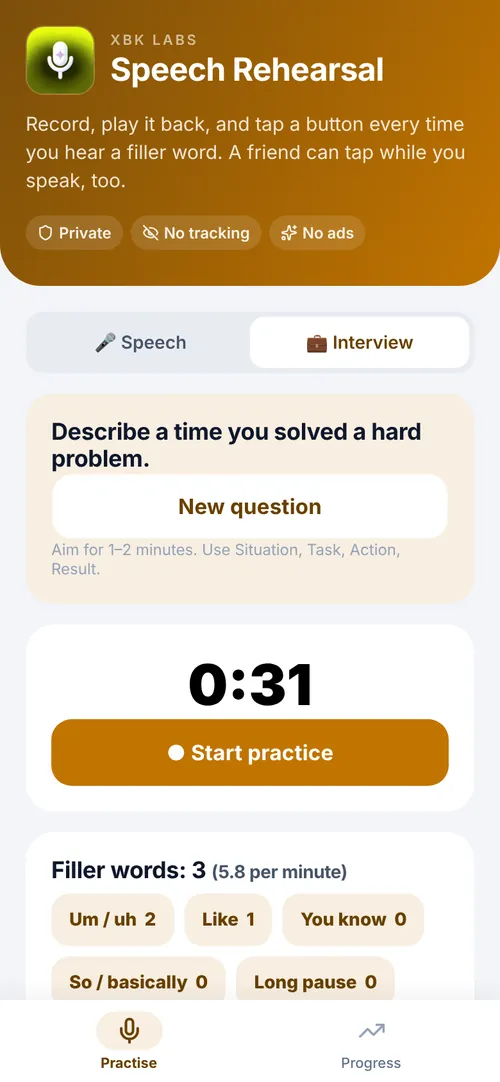 XBK LABS
Speech Rehearsal
Record, play it back, and tap a button every time
you hear a filler word. A friend can tap while you
speak, too.
Private
No tracking
No ads
🎤 Speech
💼 Interview
Describe a time you solved a hard
problem.
New question
Aim for 1–2 minutes. Use Situation, Task, Action,
Result.
0:31
Start practice
Filler words: 3 (5.8 per minute)
Um / uh 2
Like 1
You know 0
So / basically 0
Long pause 0
Practise
Progress